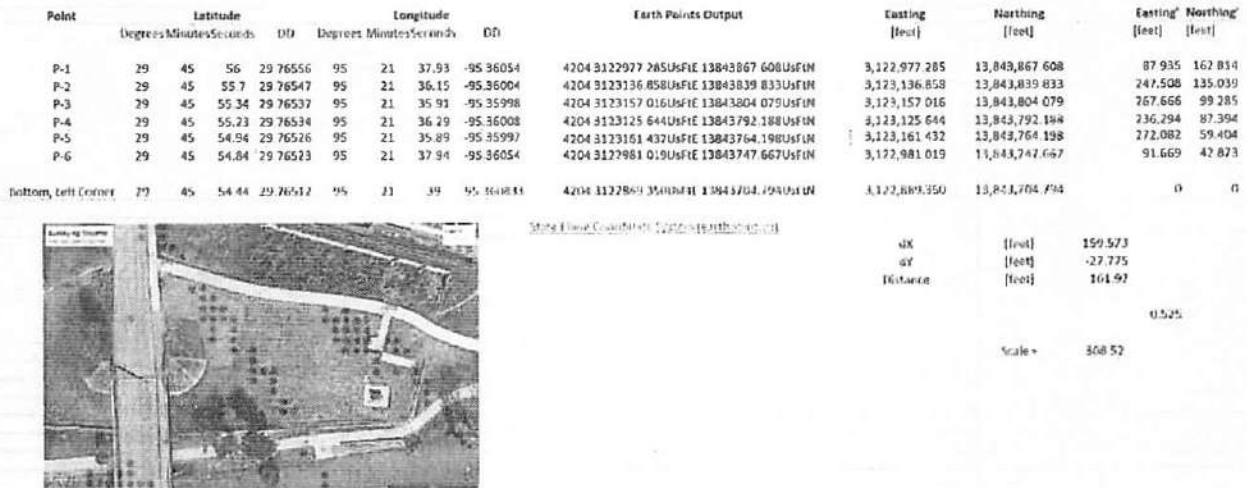 Point Latitude Longitude Earth Points Output Easting Northing Easting' Northing'
Degrees Minutes Seconds DD Degrees Minutes Seconds DD [feet] [feet] [feet] [feet]
P-1 29 45 56 29 76556 95 21 37.93 -95 36054 4204 3122977 285UsFtE 13843867 608UsFtN 3,122,977.285 13,843,867 608 87 935 162 814
P-2 29 45 55.7 29 76547 95 21 36.15 -95.36004 4204 3123136.858UsFtE 13843839 833UsFtN 3,123,136.858 13,843,839 833 247.508 135.039
P-3 29 45 55.34 29 76537 95 21 35 91 -95.35998 4204 3123157 016UsFtE 13843804 079UsFtN 3,123,157 016 13,843,804 079 267.666 99 285
P-4 29 45 55.23 29 76534 95 21 36 29 -95.36008 4204 3123125 644UsFtE 13843792.188UsFtN 3,123,125 644 13,843,792.188 236,294 87.394
P-5 29 45 54.94 29 76526 95 21 35.89 -95 35997 4204 3123161 432UsFtE 13843764.198UsFtN 3,123,161 432 13,843,764.198 272.082 59.404
P-6 29 45 54.84 29 76523 95 21 37 94 -95 36054 4204 3122981 019UsFtE 13843747.667UsFtN 3,122,981 019 13,843,747.667 91.669 42 873
Bottom, Left Corner 29 45 54 44 29.76512 95 21 39 95 360833 3,122,889.350 13,843,704.794 0 0
dX [feet] 159.573
dY [feet] -27.775
Distance [feet] 161.97
0.525
Scale = 308 52